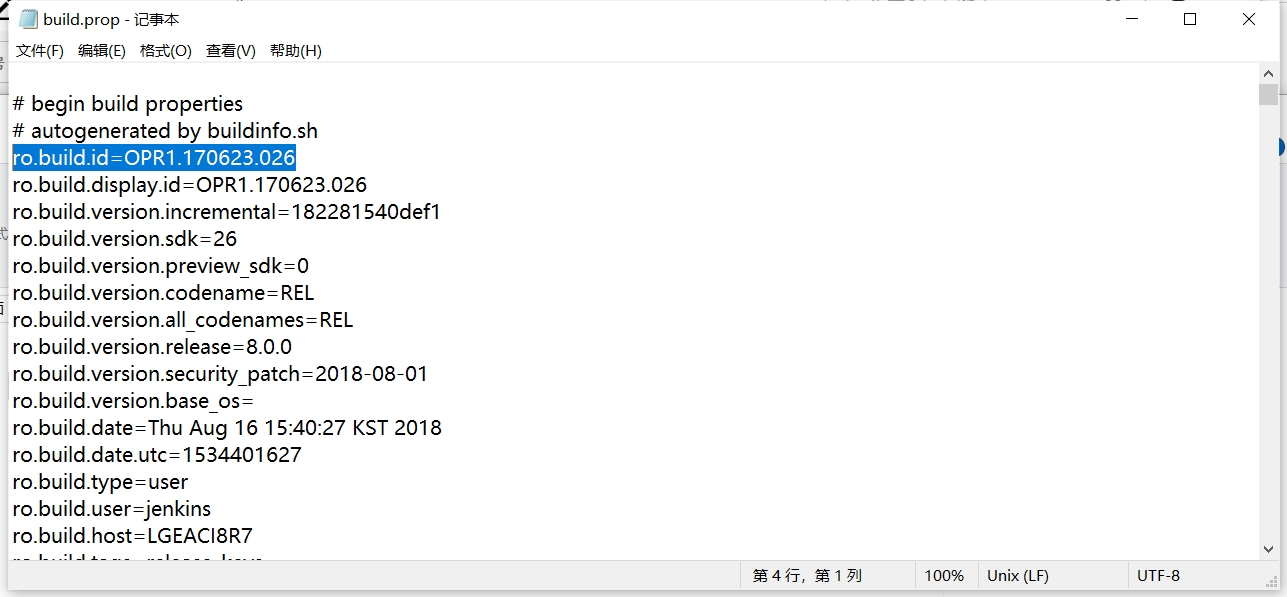 build.prop - 记事本
文件(F) 编辑(E) 格式(O) 查看(V) 帮助(H)
# begin build properties
# autogenerated by buildinfo.sh
ro.build.id=OPR1.170623.026
ro.build.display.id=OPR1.170623.026
ro.build.version.incremental=182281540def1
ro.build.version.sdk=26
ro.build.version.preview_sdk=0
ro.build.version.codename=REL
ro.build.version.all_codenames=REL
ro.build.version.release=8.0.0
ro.build.version.security_patch=2018-08-01
ro.build.version.base_os=
ro.build.date=Thu Aug 16 15:40:27 KST 2018
ro.build.date.utc=1534401627
ro.build.type=user
ro.build.user=jenkins
ro.build.host=LGEACI8R7
第 4 行，第 1 列 100% Unix (LF) UTF-8